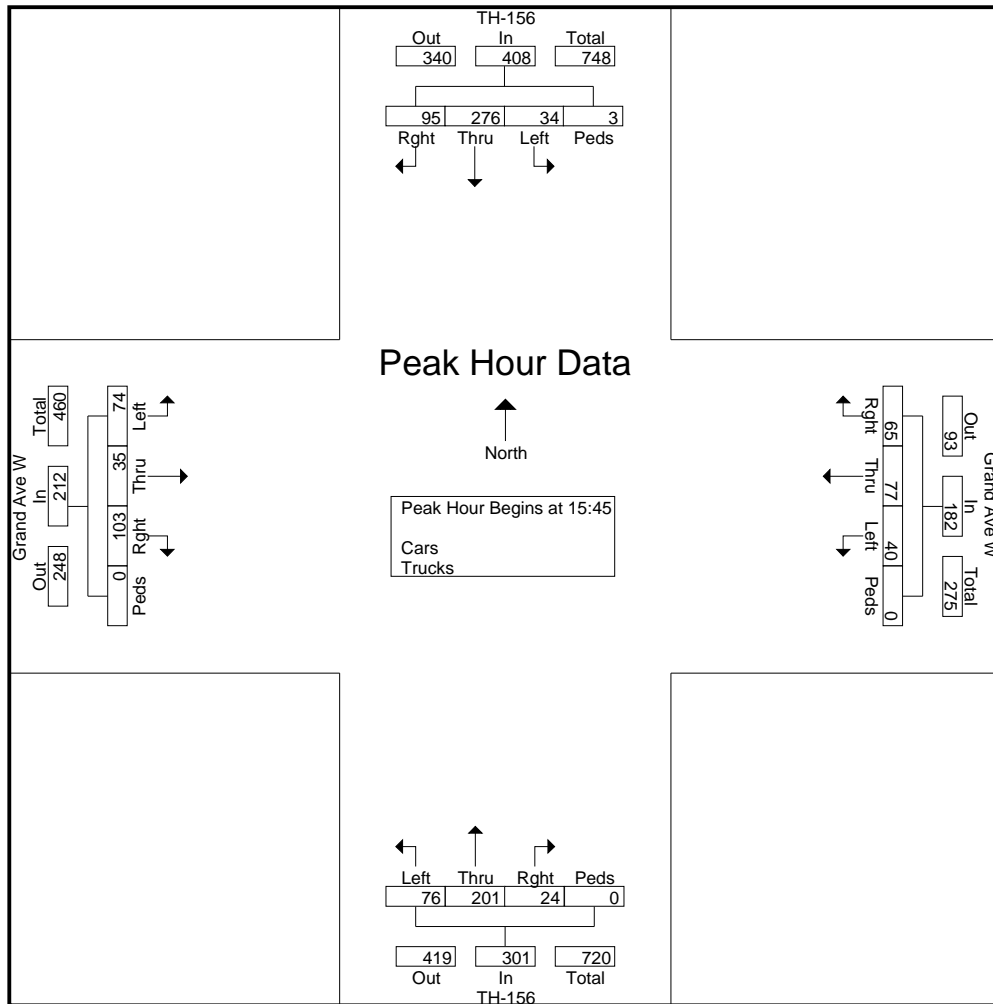 TH-156
Out In Total
340 408 748
95 276 34 3
Rght Thru Left Peds
Peak Hour Data
North
Peak Hour Begins at 15:45
Cars
Trucks
Grand Ave W
Total In Out
460 212 248
74 35 103 0
Left Thru Rght Peds
Rght Thru Left Peds
65 77 40 0
93 182 275
Out In Total
Grand Ave W
Left Thru Rght Peds
76 201 24 0
419 301 720
Out In Total
TH-156